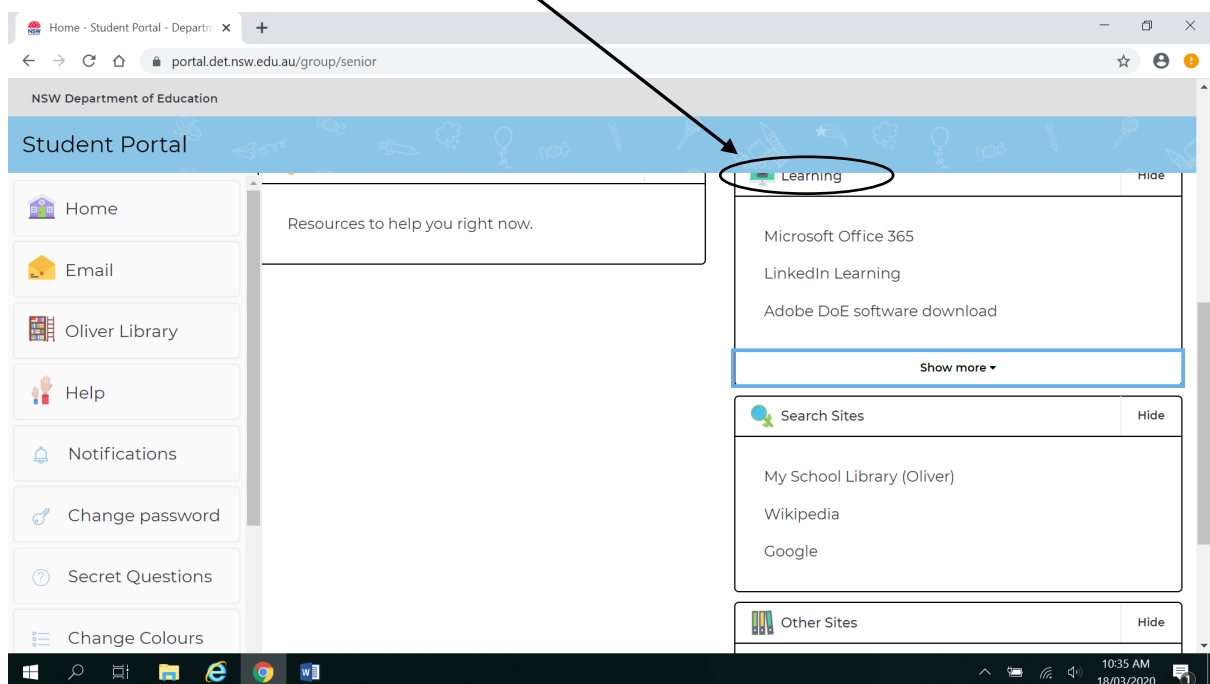 Home - Student Portal - Departm
portal.det.nsw.edu.au/group/senior
NSW Department of Education
Student Portal
Home
Email
Oliver Library
Help
Notifications
Change password
Secret Questions
Change Colours
Resources to help you right now.
Learning
Hide
Microsoft Office 365
LinkedIn Learning
Adobe DoE software download
Show more
Search Sites
Hide
My School Library (Oliver)
Wikipedia
Google
Other Sites
Hide
10:35 AM
18/03/2020
1